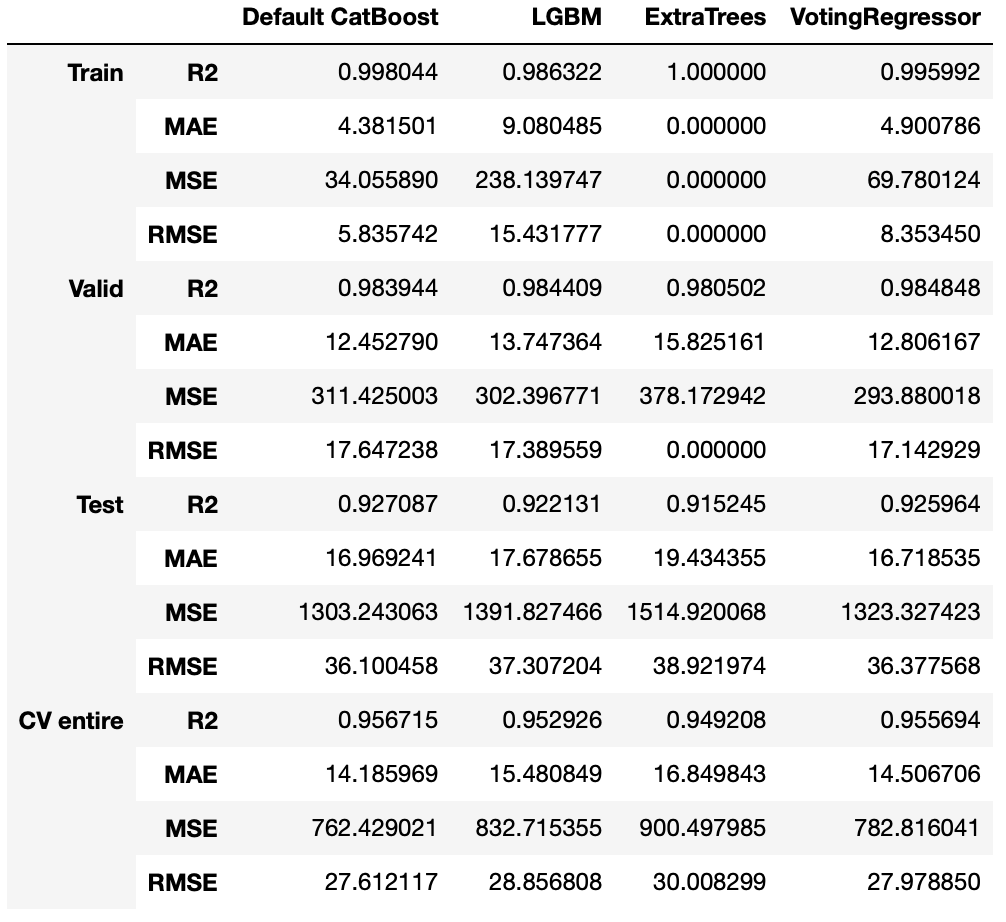 Default CatBoost LGBM ExtraTrees VotingRegressor
Train R2 0.998044 0.986322 1.000000 0.995992
MAE 4.381501 9.080485 0.000000 4.900786
MSE 34.055890 238.139747 0.000000 69.780124
RMSE 5.835742 15.431777 0.000000 8.353450
Valid R2 0.983944 0.984409 0.980502 0.984848
MAE 12.452790 13.747364 15.825161 12.806167
MSE 311.425003 302.396771 378.172942 293.880018
RMSE 17.647238 17.389559 0.000000 17.142929
Test R2 0.927087 0.922131 0.915245 0.925964
MAE 16.969241 17.678655 19.434355 16.718535
MSE 1303.243063 1391.827466 1514.920068 1323.327423
RMSE 36.100458 37.307204 38.921974 36.377568
CV entire R2 0.956715 0.952926 0.949208 0.955694
MAE 14.185969 15.480849 16.849843 14.506706
MSE 762.429021 832.715355 900.497985 782.816041
RMSE 27.612117 28.856808 30.008299 27.978850